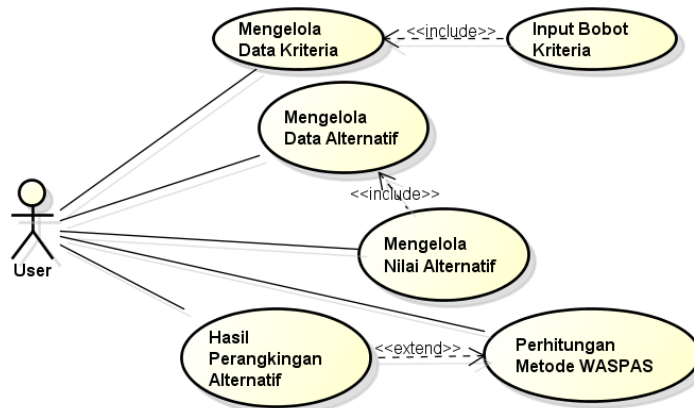 Mengelola
Data Kriteria
<<include>>
Input Bobot
Kriteria
Mengelola
Data Alternatif
<<include>>
Mengelola
Nilai Alternatif
User
Hasil
Perangkingan
Alternatif
<<extend>>
Perhitungan
Metode WASPAS